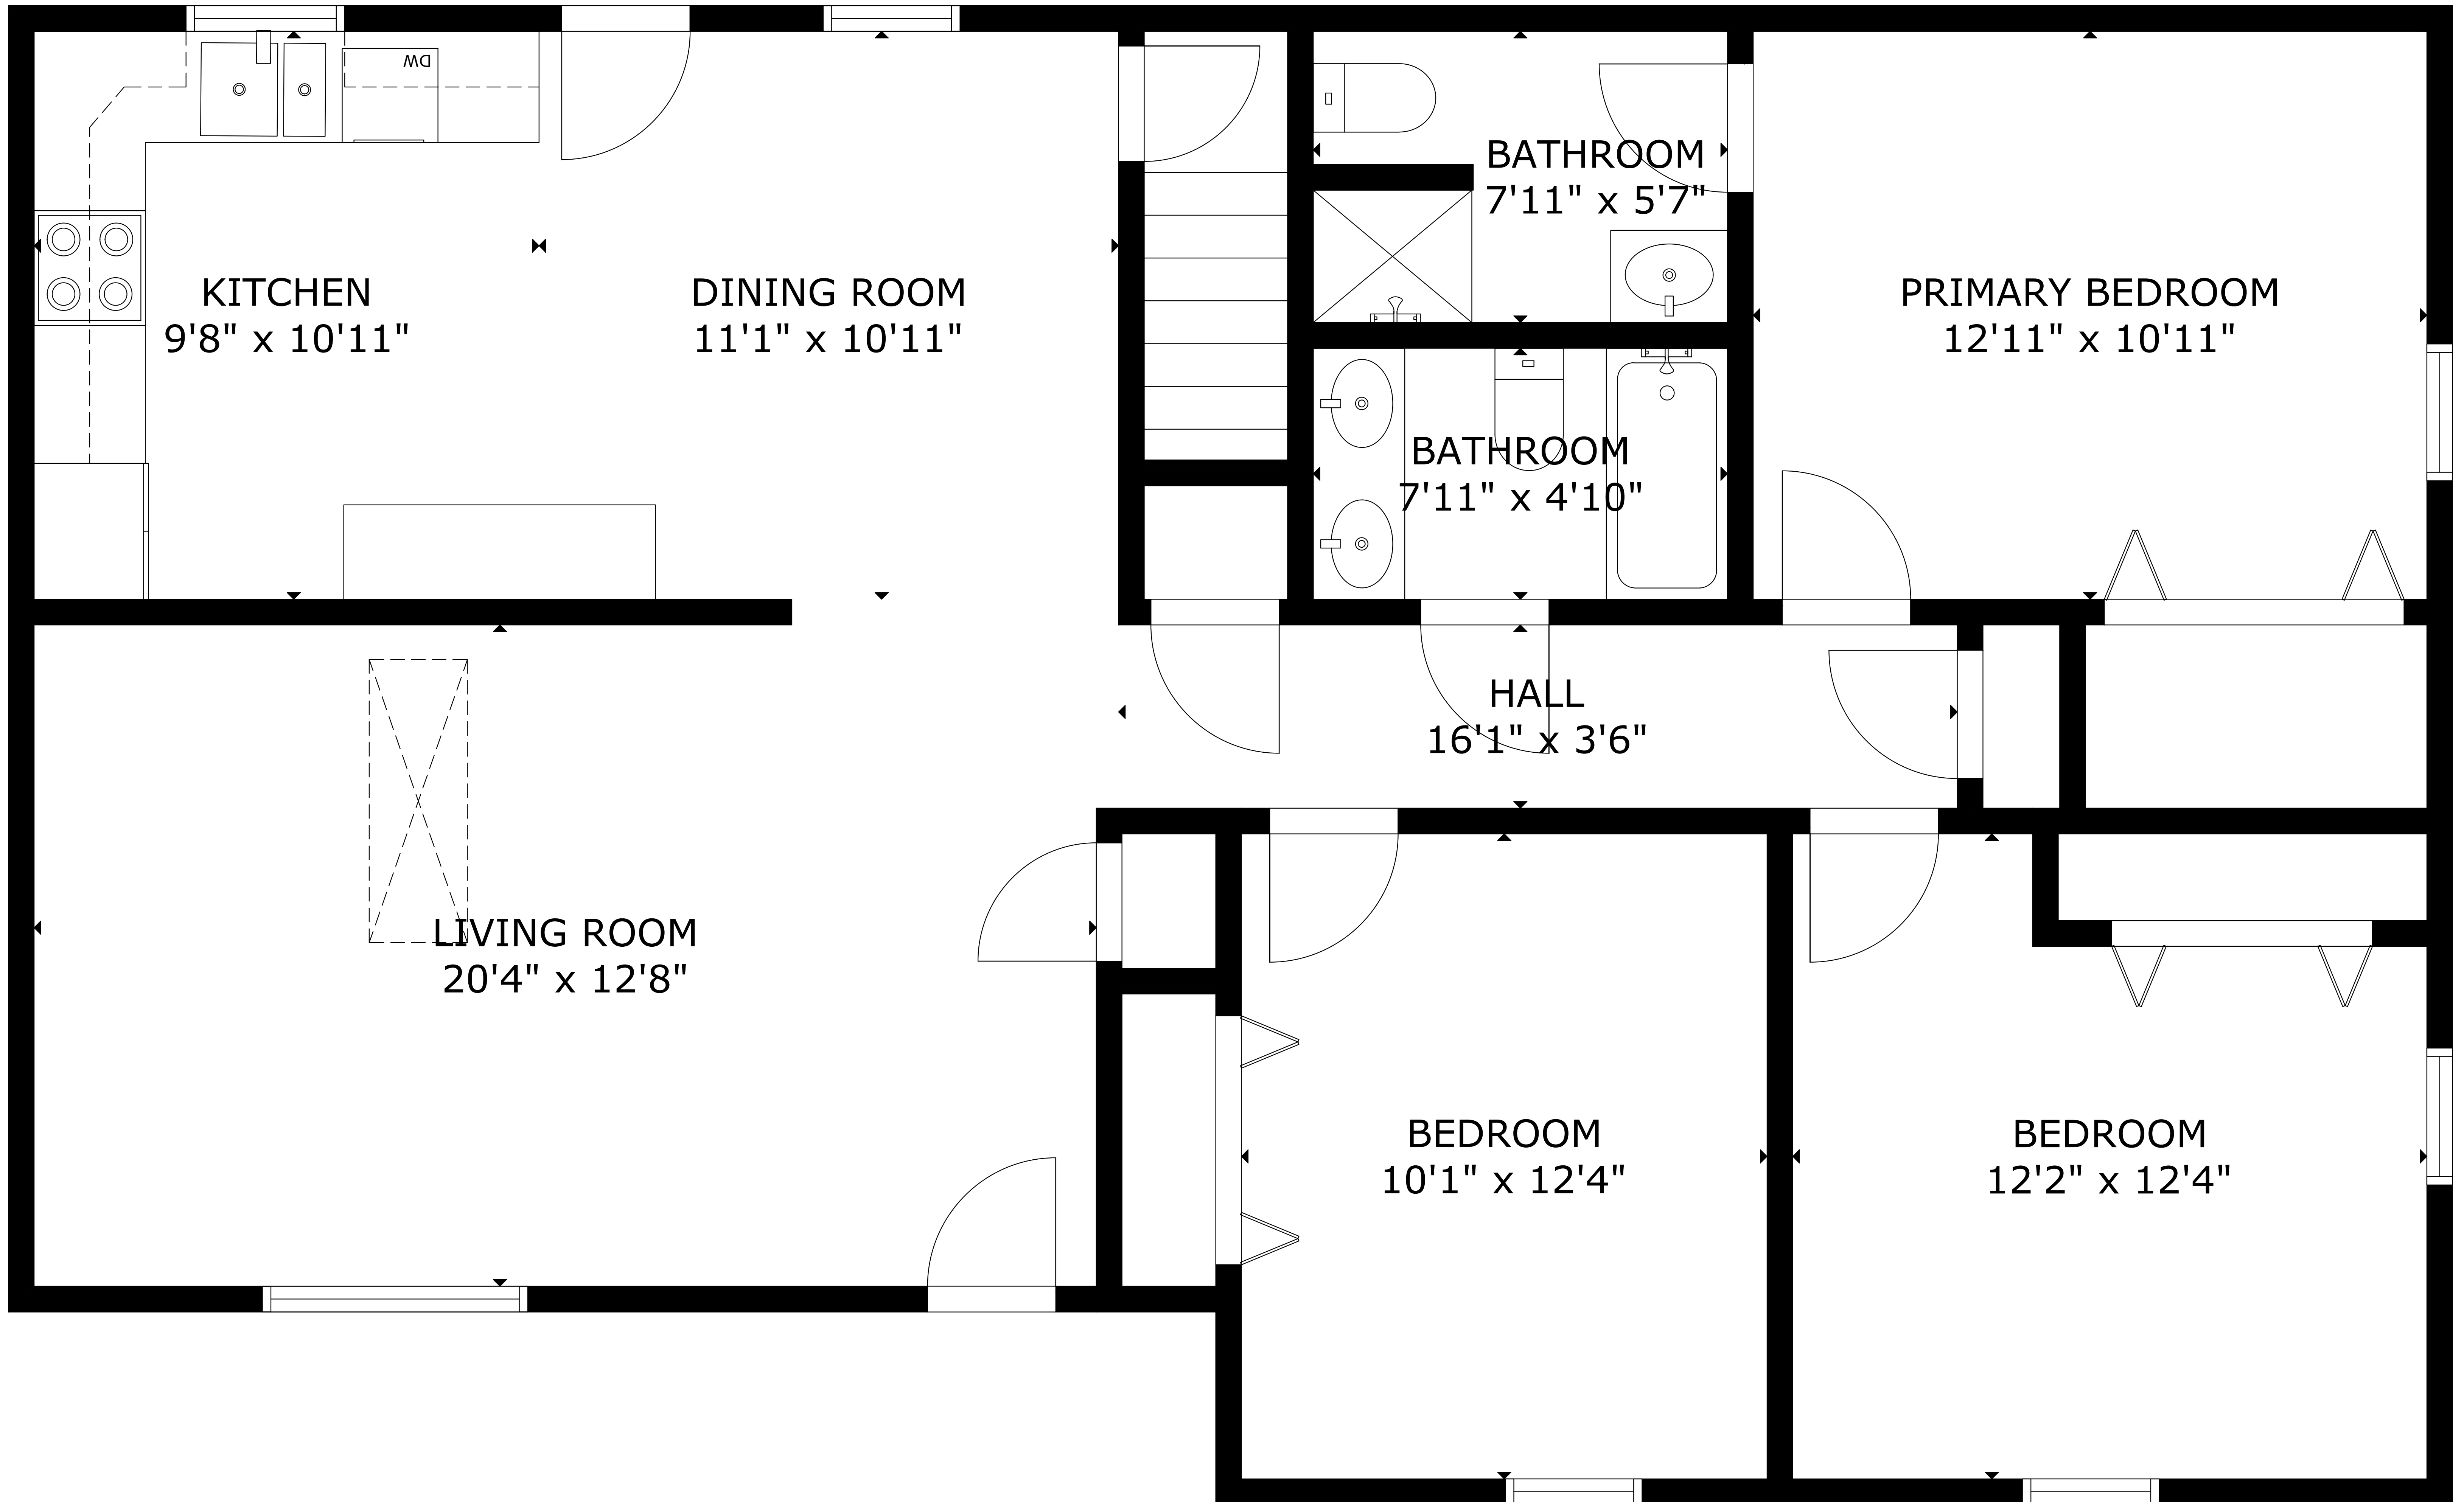 DW
BATHROOM
7'11" x 5'7"
KITCHEN
9'8" x 10'11"
DINING ROOM
11'1" x 10'11"
PRIMARY BEDROOM
12'11" x 10'11"
BATHROOM
7'11" x 4'10"
HALL
16'1" x 3'6"
LIVING ROOM
20'4" x 12'8"
BEDROOM
10'1" x 12'4"
BEDROOM
12'2" x 12'4"